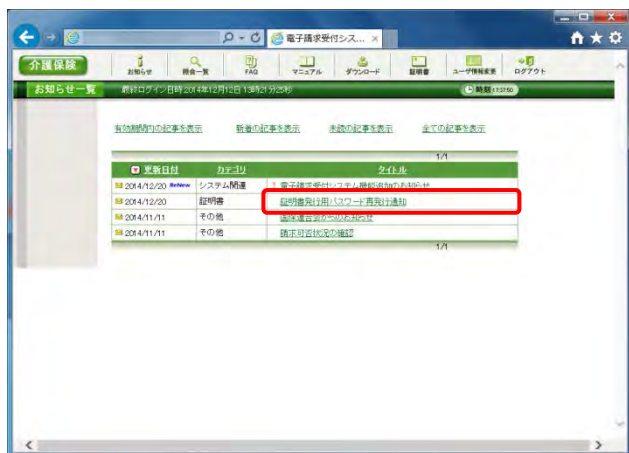 電子請求受付シス... ×
介護保険
お知らせ 照会一覧 FAQ マニュアル ダウンロード 証明書 ユーザ情報変更 ログアウト
お知らせ一覧 最終ログイン日時:2014年12月12日 13時21分25秒 時刻
有効期間内の記事を表示 新着の記事を表示 未読の記事を表示 全ての記事を表示
1/1
更新日付 カテゴリ タイトル
2014/12/20 BeNew システム関連 ! 電子請求受付システム機能追加のお知らせ
2014/12/20 証明書 証明書発行用パスワード再発行通知
2014/11/11 その他 国保連合会からのお知らせ
2014/11/11 その他 請求可否状況の確認
1/1